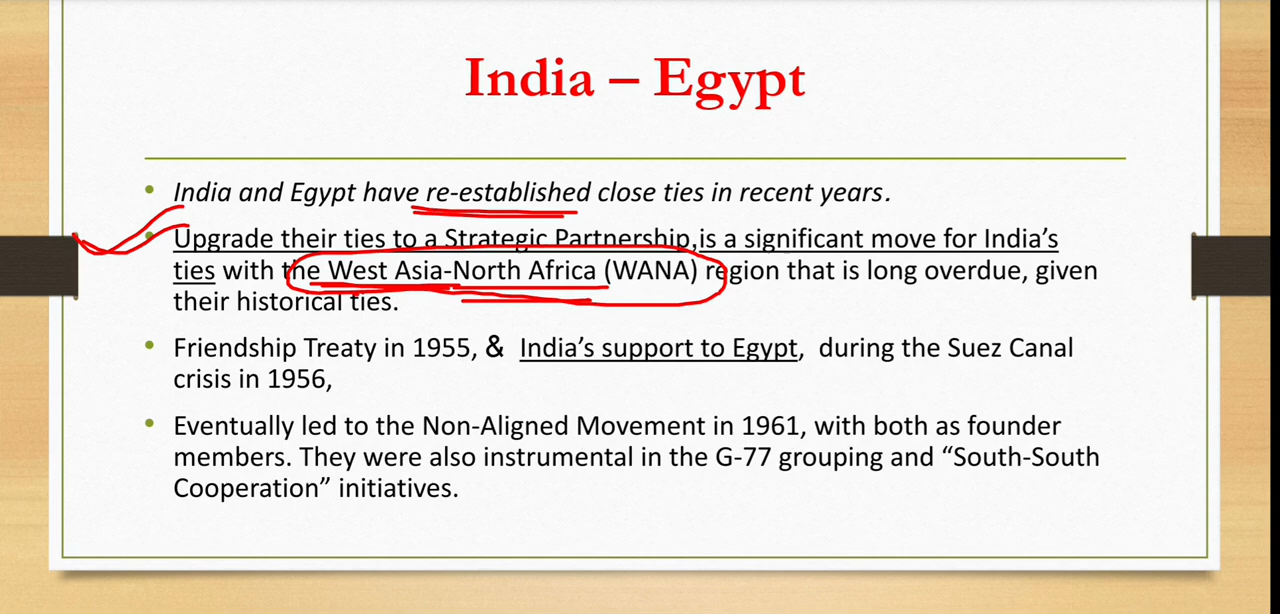 India – Egypt
• India and Egypt have re-established close ties in recent years.
• Upgrade their ties to a Strategic Partnership,is a significant move for India’s
ties with the West Asia-North Africa (WANA) region that is long overdue, given
their historical ties.
• Friendship Treaty in 1955, & India’s support to Egypt, during the Suez Canal
crisis in 1956,
• Eventually led to the Non-Aligned Movement in 1961, with both as founder
members. They were also instrumental in the G-77 grouping and “South-South
Cooperation” initiatives.